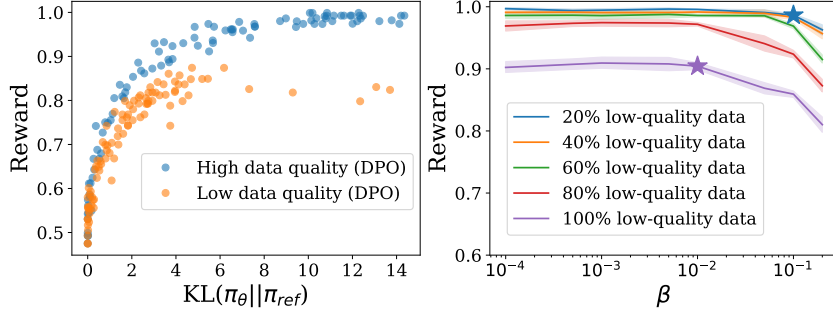 1.0
0.9
0.8
0.7
0.6
0.5
Reward
High data quality (DPO)
Low data quality (DPO)
0 2 4 6 8 10 12 14
KL(π_θ||π_ref)
1.0
0.9
0.8
0.7
0.6
Reward
20% low-quality data
40% low-quality data
60% low-quality data
80% low-quality data
100% low-quality data
10⁻⁴ 10⁻³ 10⁻² 10⁻¹
β